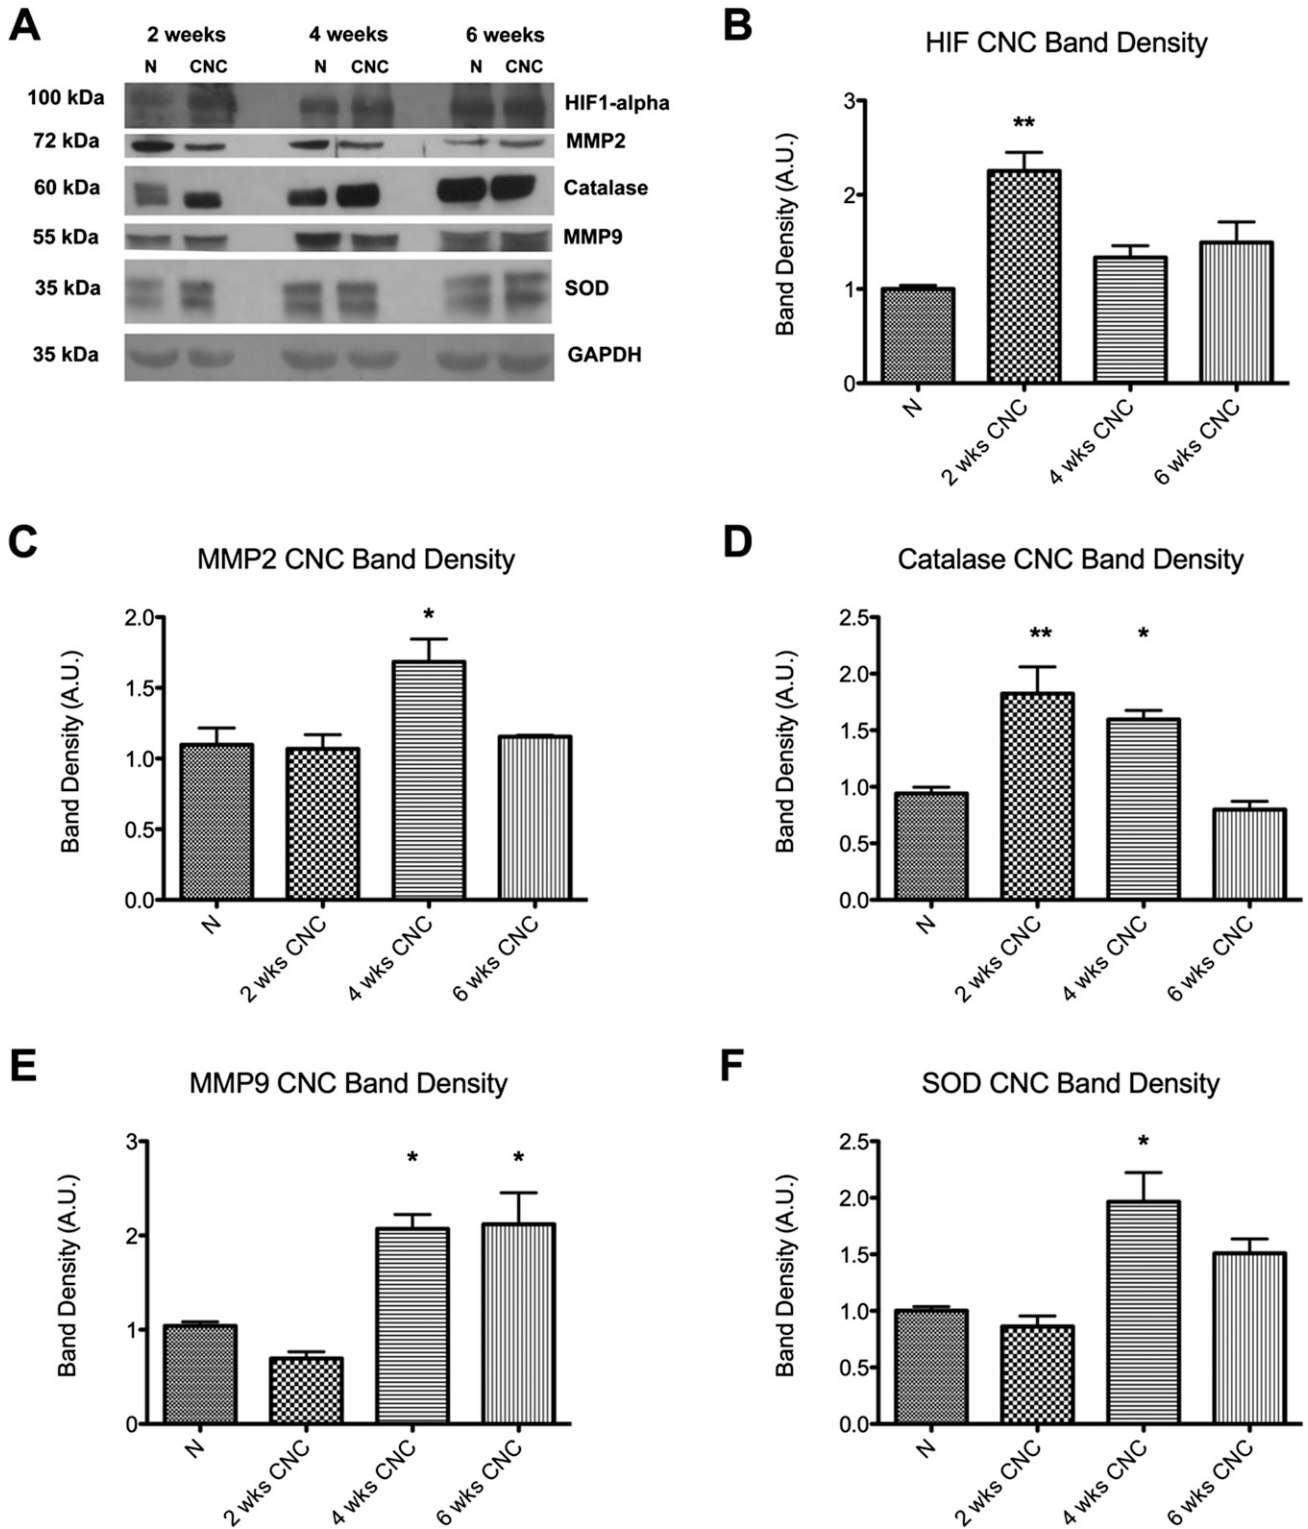 A
2 weeks 4 weeks 6 weeks
N CNC N CNC N CNC
100 kDa HIF1-alpha
72 kDa MMP2
60 kDa Catalase
55 kDa MMP9
35 kDa SOD
35 kDa GAPDH
B
HIF CNC Band Density
Band Density (A.U.)
3
2
1
0
**
N 2 wks CNC 4 wks CNC 6 wks CNC
C
MMP2 CNC Band Density
Band Density (A.U.)
2.0
1.5
1.0
0.5
0.0
*
N 2 wks CNC 4 wks CNC 6 wks CNC
D
Catalase CNC Band Density
Band Density (A.U.)
2.5
2.0
1.5
1.0
0.5
0.0
** *
N 2 wks CNC 4 wks CNC 6 wks CNC
E
MMP9 CNC Band Density
Band Density (A.U.)
3
2
1
0
* *
N 2 wks CNC 4 wks CNC 6 wks CNC
F
SOD CNC Band Density
Band Density (A.U.)
2.5
2.0
1.5
1.0
0.5
0.0
*
N 2 wks CNC 4 wks CNC 6 wks CNC